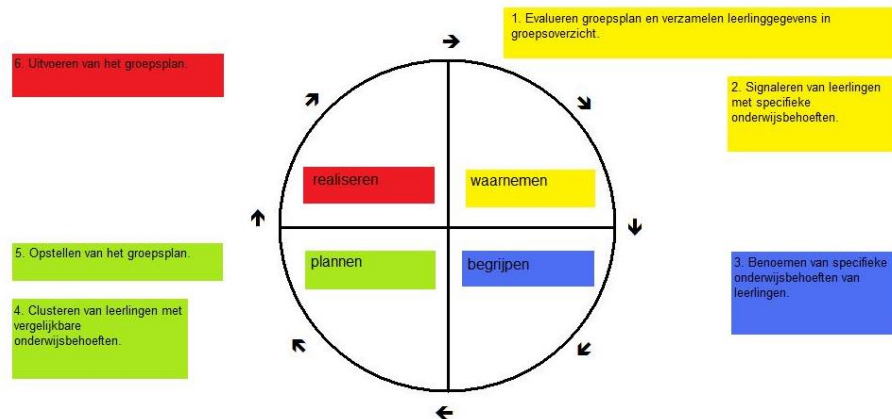 1. Evalueren groepsplan en verzamelen leerlinggegevens in
groepsoverzicht.
6. Uitvoeren van het groepsplan.
2. Signaleren van leerlingen
met specifieke
onderwijsbehoeften.
realiseren
waarnemen
plannen
begrijpen
5. Opstellen van het groepsplan.
3. Benoemen van specifieke
onderwijsbehoeften van
leerlingen.
4. Clusteren van leerlingen met
vergelijkbare
onderwijsbehoeften.